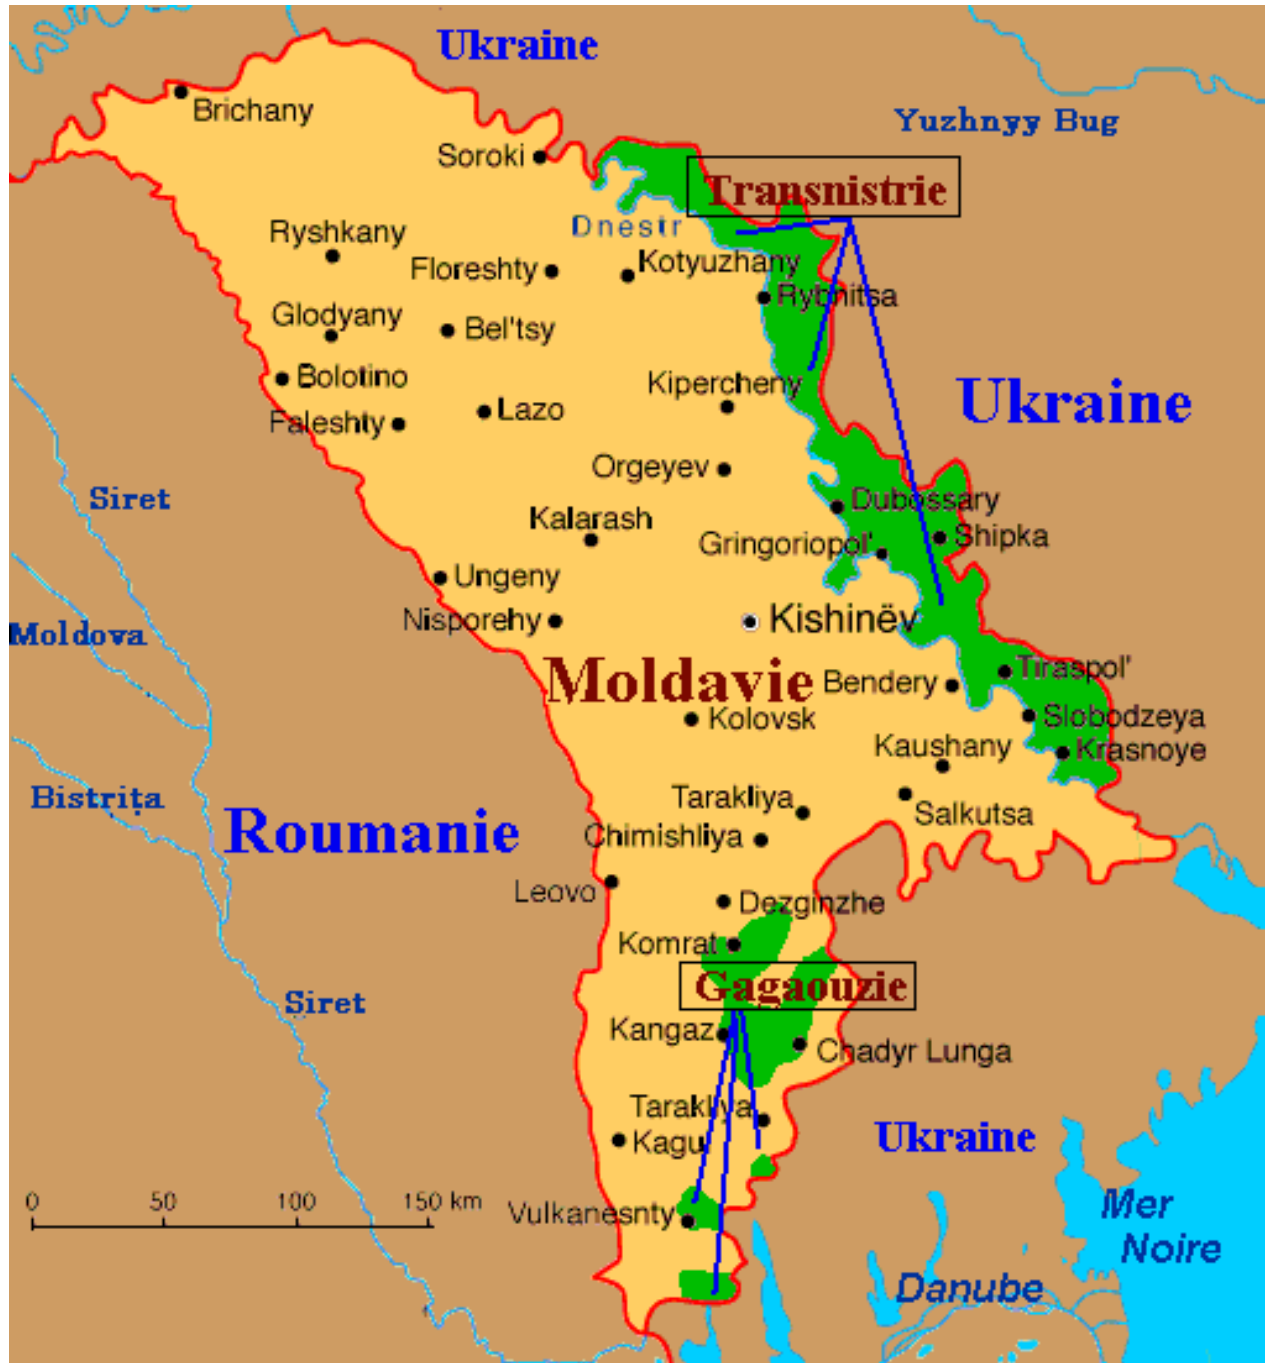 Ukraine
Brichany
Yuzhnyy Bug
Soroki
Transnistrie
Dnestr
Ryshkany
Floreshty
Kotyuzhany
Rybnitsa
Glodyany
Bel'tsy
Bolotino
Kipercheny
Ukraine
Faleshty
Lazo
Orgeyev
Siret
Dubossary
Kalarash
Gringoriopol'
Shipka
Ungeny
Nisporehy
Kishinëv
Moldova
Moldavie
Bendery
Tiraspol'
Kolovsk
Slobodzeya
Kaushany
Krasnoye
Bistrița
Tarakliya
Salkutsa
Roumanie
Chimishliya
Leovo
Dezginzhe
Komrat
Gagaouzie
Siret
Kangaz
Chadyr Lunga
Tarakliya
Ukraine
Kagul
0 50 100 150 km
Vulkanesnty
Mer
Noire
Danube